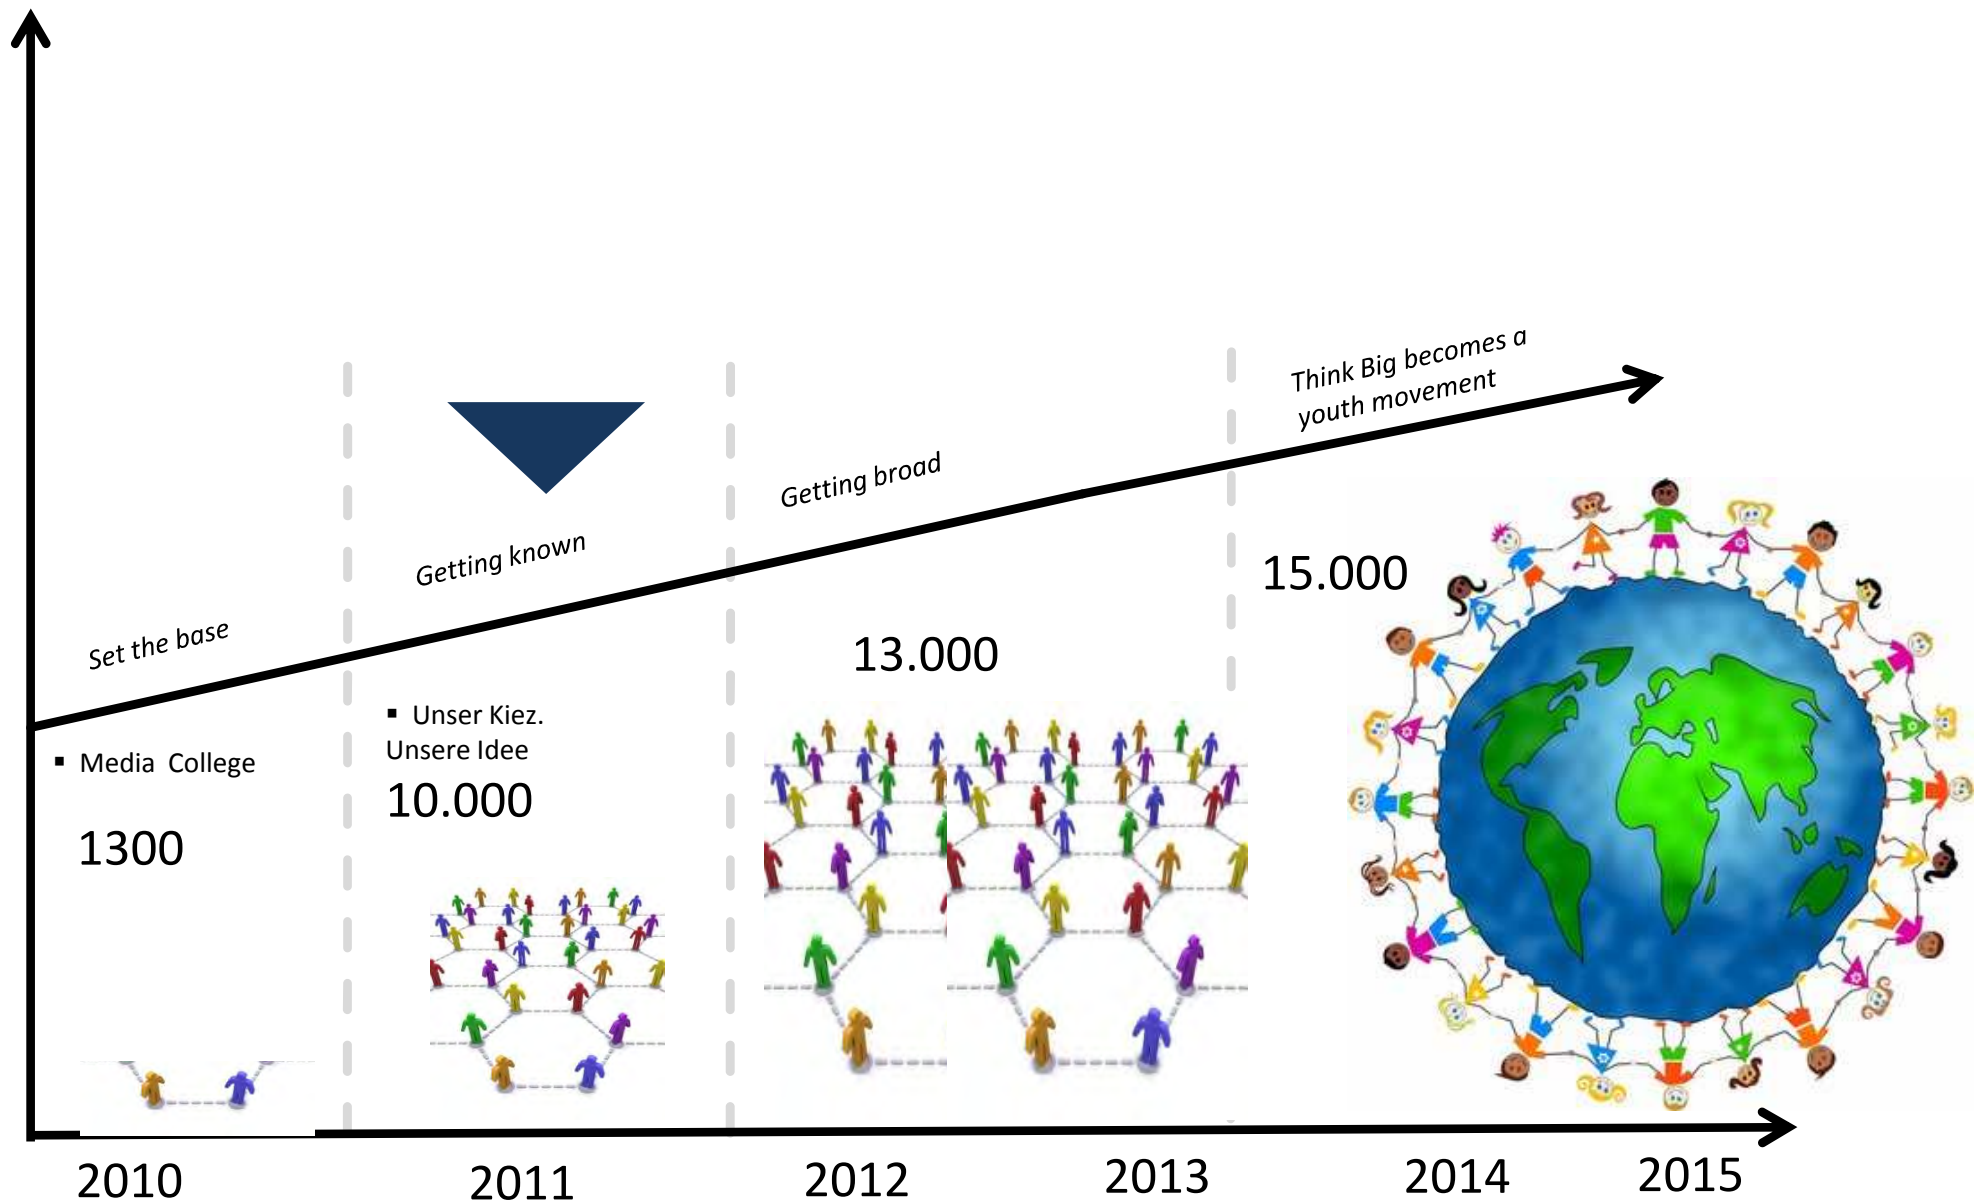 Think Big becomes a
youth movement
Getting broad
Getting known
Set the base
15.000
13.000
▪ Unser Kiez.
Unsere Idee
10.000
▪ Media College
1300
2010 2011 2012 2013 2014 2015